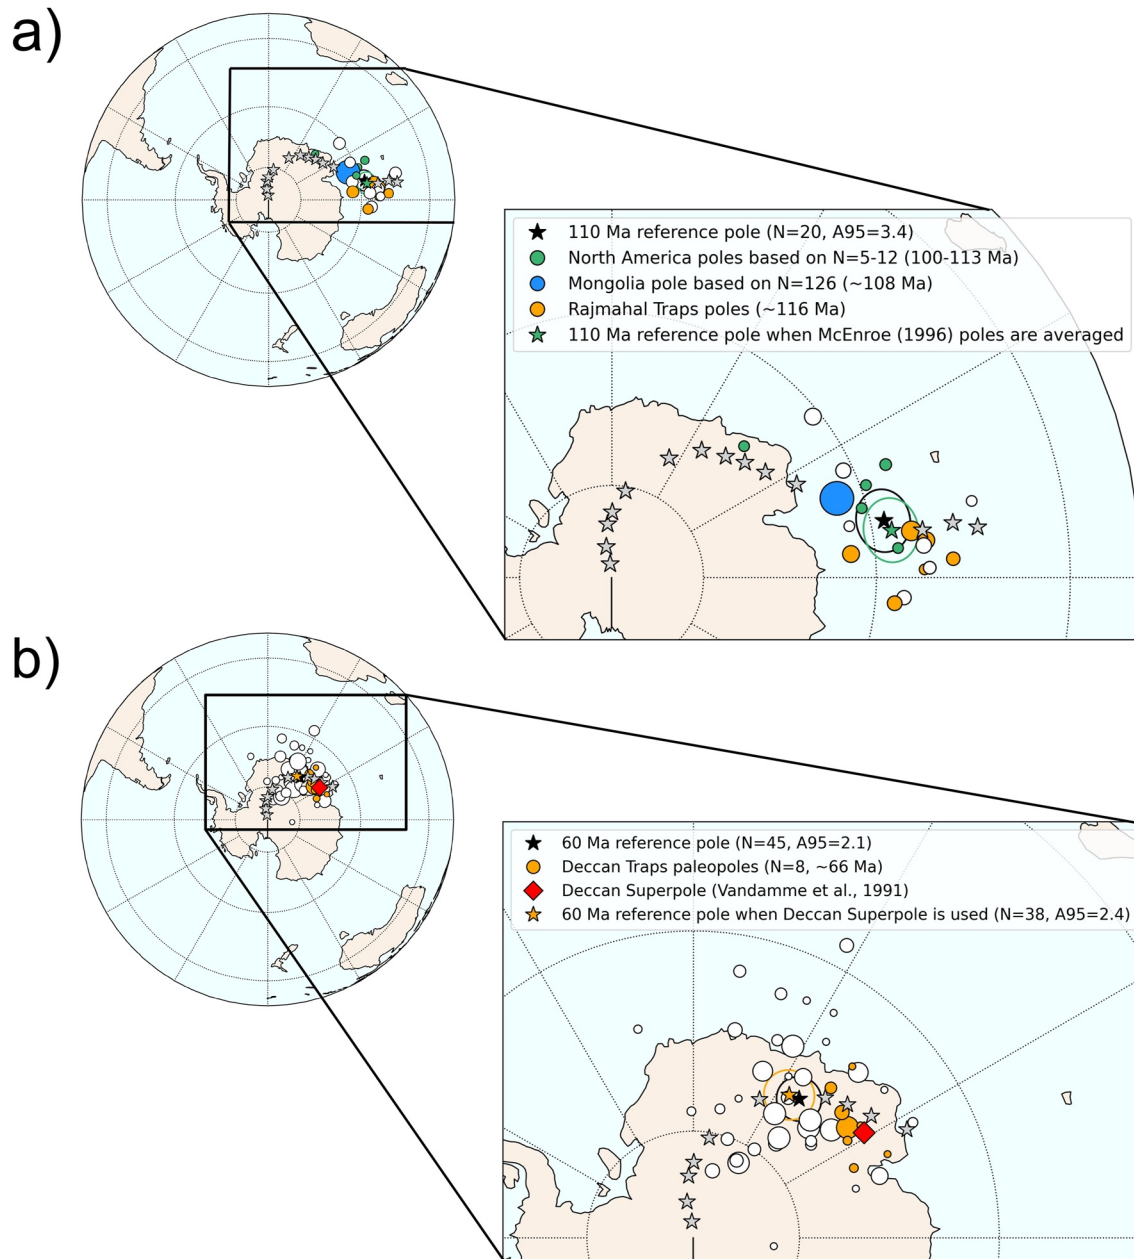 a)
110 Ma reference pole (N=20, A95=3.4)
North America poles based on N=5-12 (100-113 Ma)
Mongolia pole based on N=126 (~108 Ma)
Rajmahal Traps poles (~116 Ma)
110 Ma reference pole when McEnroe (1996) poles are averaged
b)
60 Ma reference pole (N=45, A95=2.1)
Deccan Traps paleopoles (N=8, ~66 Ma)
Deccan Superpole (Vandamme et al., 1991)
60 Ma reference pole when Deccan Superpole is used (N=38, A95=2.4)